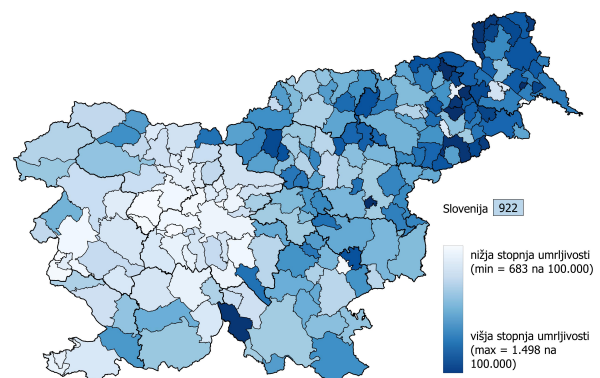 Slovenija 922
nižja stopnja umrljivosti
(min = 683 na 100.000)
višja stopnja umrljivosti
(max = 1.498 na
100.000)